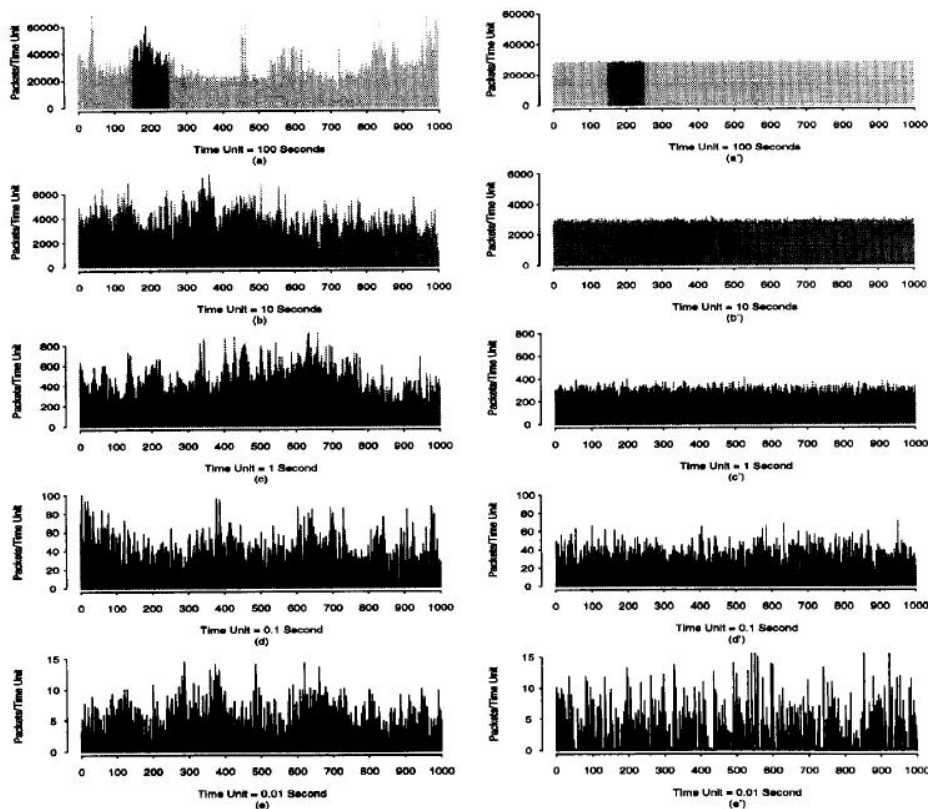 Packets/Time Unit
60000
40000
20000
0
0 100 200 300 400 500 600 700 800 900 1000
Time Unit = 100 Seconds
(a)
Packets/Time Unit
60000
40000
20000
0
0 100 200 300 400 500 600 700 800 900 1000
Time Unit = 100 Seconds
(a')
Packets/Time Unit
6000
4000
2000
0
0 100 200 300 400 500 600 700 800 900 1000
Time Unit = 10 Seconds
(b)
Packets/Time Unit
6000
4000
2000
0
0 100 200 300 400 500 600 700 800 900 1000
Time Unit = 10 Seconds
(b')
Packets/Time Unit
800
600
400
200
0
0 100 200 300 400 500 600 700 800 900 1000
Time Unit = 1 Second
(c)
Packets/Time Unit
800
600
400
200
0
0 100 200 300 400 500 600 700 800 900 1000
Time Unit = 1 Second
(c')
Packets/Time Unit
100
80
60
40
20
0
0 100 200 300 400 500 600 700 800 900 1000
Time Unit = 0.1 Second
(d)
Packets/Time Unit
100
80
60
40
20
0
0 100 200 300 400 500 600 700 800 900 1000
Time Unit = 0.1 Second
(d')
Packets/Time Unit
15
10
5
0
0 100 200 300 400 500 600 700 800 900 1000
Time Unit = 0.01 Second
(e)
Packets/Time Unit
15
10
5
0
0 100 200 300 400 500 600 700 800 900 1000
Time Unit = 0.01 Second
(e')